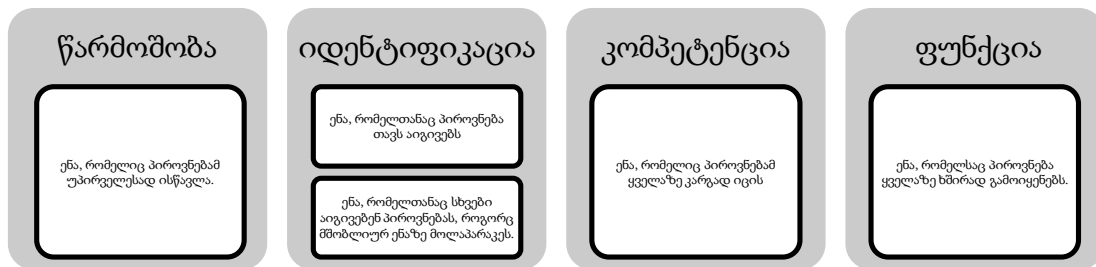 წარმოშობა
ენა, რომელიც პიროვნებამ
უპირველესად ისწავლა.
იდენტიფიკაცია
ენა, რომელთანაც პიროვნება
თავს აიგივებს
ენა, რომელთანაც სხვები
აიგივებენ პიროვნებას, როგორც
მშობლიურ ენაზე მოლაპარაკეს.
კომპეტენცია
ენა, რომელიც პიროვნებამ
ყველაზე კარგად იცის
ფუნქცია
ენა, რომელსაც პიროვნება
ყველაზე ხშირად გამოიყენებს.